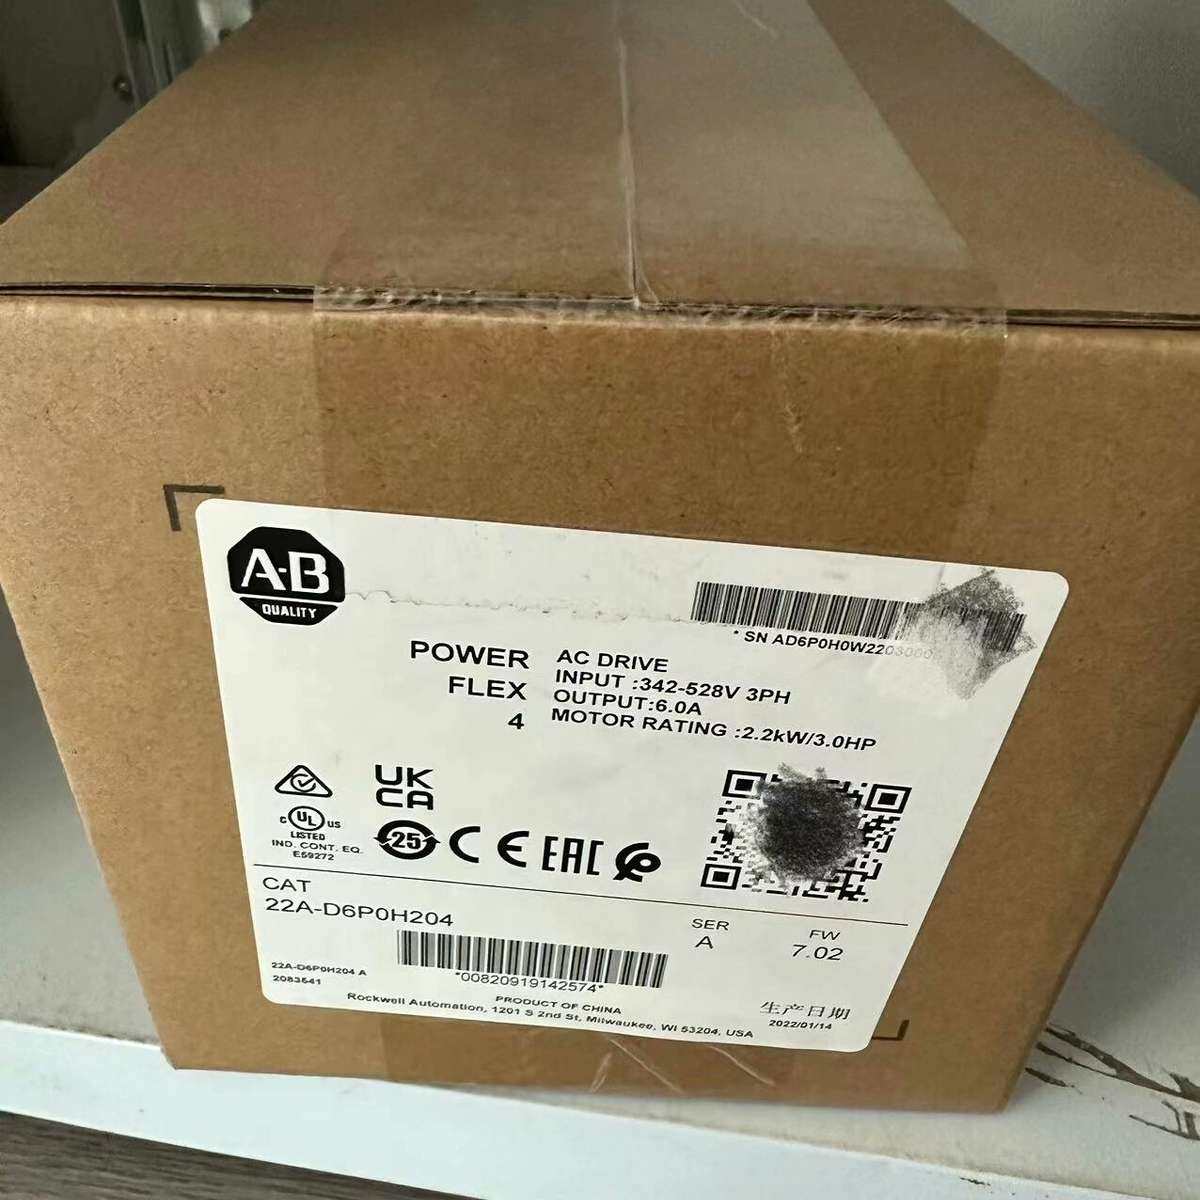 A-B
QUALITY
* SN AD6P0H0W2203000
POWER
FLEX
4
AC DRIVE
INPUT :342-528V 3PH
OUTPUT:6.0A
MOTOR RATING :2.2kW/3.0HP
UK
CA
C UL US
LISTED
IND. CONT. EQ.
E59272
25
CE
EAC
CAT
22A-D6P0H204
SER
A
FW
7.02
22A-D6P0H204 A
2083541
*00820919142574*
PRODUCT OF CHINA
Rockwell Automation, 1201 S 2nd St, Milwaukee, WI 53204, USA
生产日期
2022/01/14